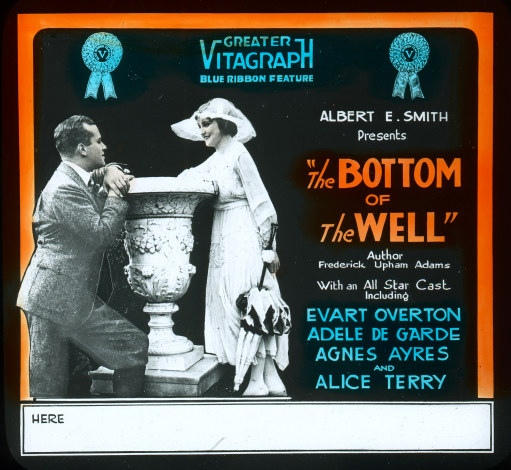 V
V
GREATER
VITAGRAPH
BLUE RIBBON FEATURE
ALBERT E. SMITH
Presents
"The BOTTOM
OF
The WELL"
Author
Frederick Upham Adams
With an All Star Cast
Including
EVART OVERTON
ADELE DE GARDE
AGNES AYRES
AND
ALICE TERRY
HERE